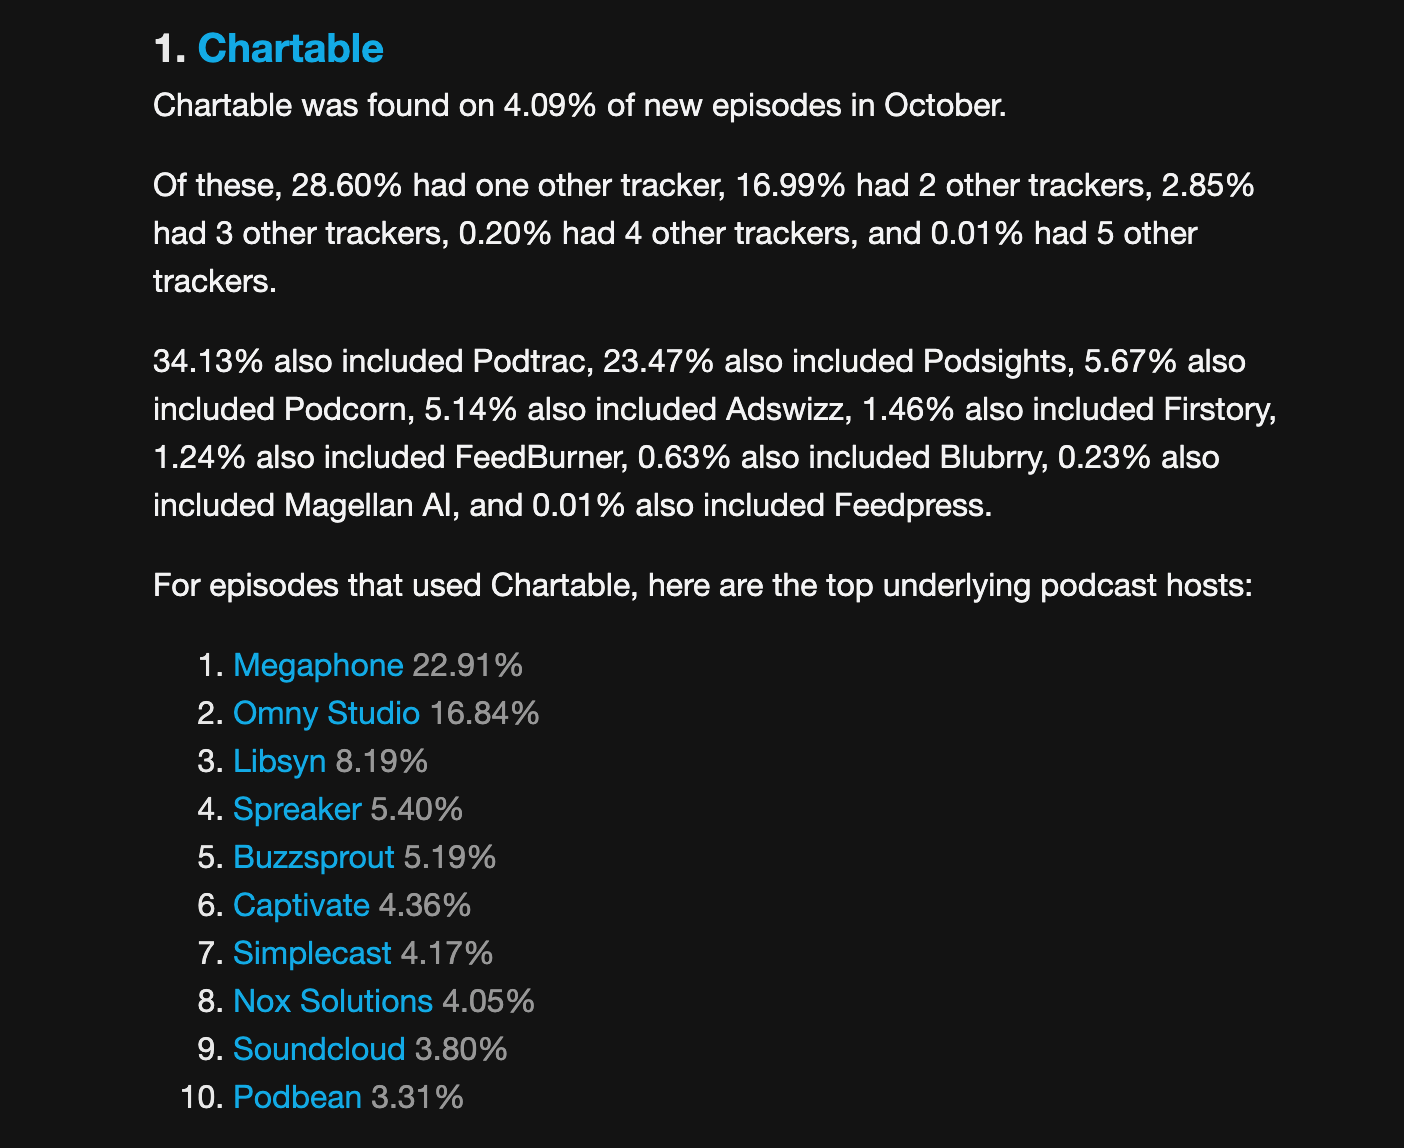 1. Chartable
Chartable was found on 4.09% of new episodes in October.
Of these, 28.60% had one other tracker, 16.99% had 2 other trackers, 2.85%
had 3 other trackers, 0.20% had 4 other trackers, and 0.01% had 5 other
trackers.
34.13% also included Podtrac, 23.47% also included Podsights, 5.67% also
included Podcorn, 5.14% also included Adswizz, 1.46% also included Firstory,
1.24% also included FeedBurner, 0.63% also included Blubrry, 0.23% also
included Magellan AI, and 0.01% also included Feedpress.
For episodes that used Chartable, here are the top underlying podcast hosts:
1. Megaphone 22.91%
2. Omny Studio 16.84%
3. Libsyn 8.19%
4. Spreaker 5.40%
5. Buzzsprout 5.19%
6. Captivate 4.36%
7. Simplecast 4.17%
8. Nox Solutions 4.05%
9. Soundcloud 3.80%
10. Podbean 3.31%